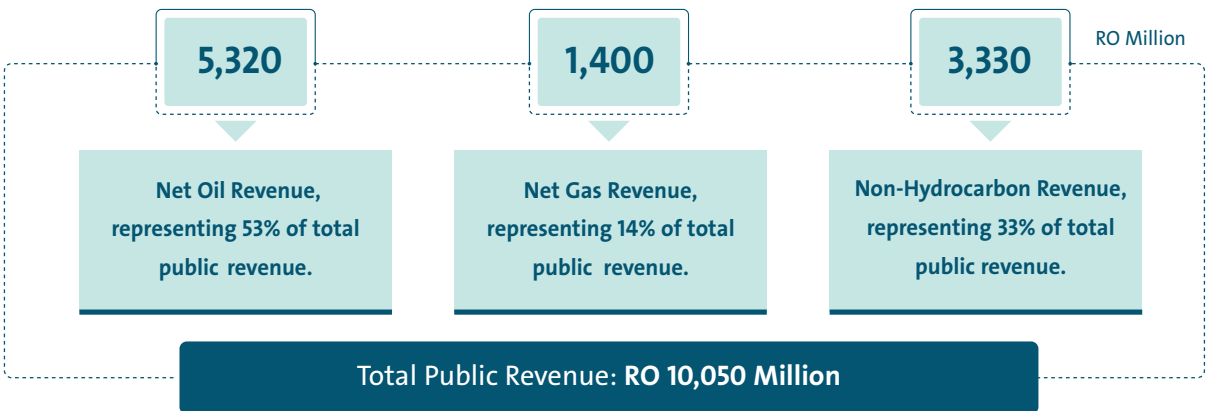 RO Million
5,320
Net Oil Revenue,
representing 53% of total
public revenue.
1,400
Net Gas Revenue,
representing 14% of total
public revenue.
3,330
Non-Hydrocarbon Revenue,
representing 33% of total
public revenue.
Total Public Revenue: RO 10,050 Million